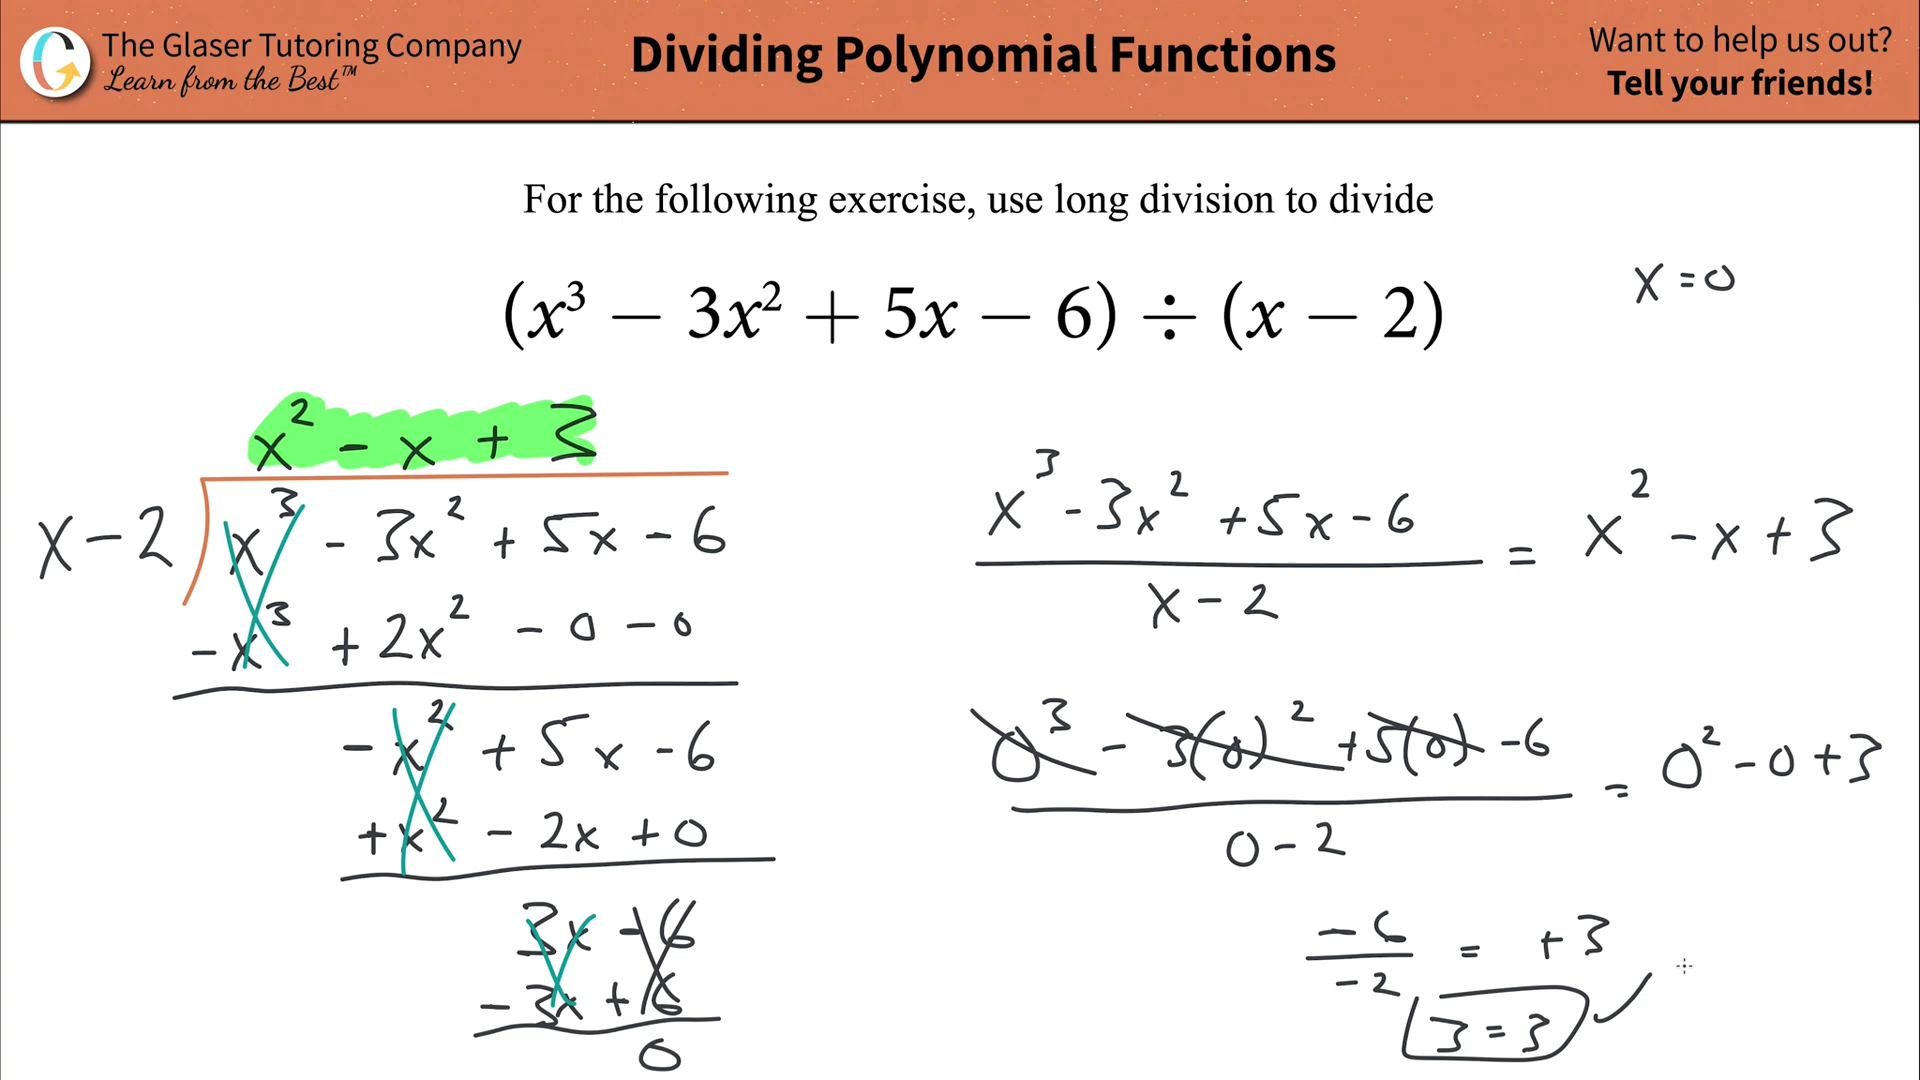 The Glaser Tutoring Company
Learn from the Best™
Dividing Polynomial Functions
Want to help us out?
Tell your friends!
For the following exercise, use long division to divide
(x³ − 3x² + 5x − 6) ÷ (x − 2)
x = 0
x² - x + 3
x - 2
x³ - 3x² + 5x - 6
- x³ + 2x² - 0 - 0
- x² + 5x - 6
+ x² - 2x + 0
3x - 6
- 3x + 6
0
x³ - 3x² + 5x - 6
x - 2
= x² - x + 3
0³ - 3(0)² + 5(0) - 6
0 - 2
= 0² - 0 + 3
-6
-2
= +3
3 = 3 ✓